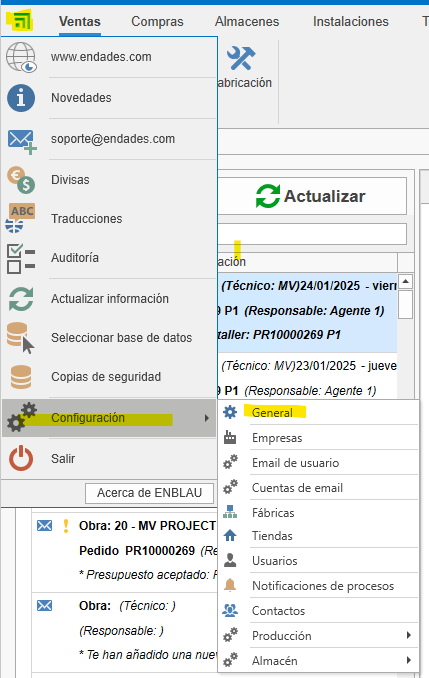 Ventas Compras Almacenes Instalaciones
www.endades.com
Novedades
soporte@endades.com
Divisas
ABC
Traducciones
Auditoría
Actualizar información
Seleccionar base de datos
Copias de seguridad
Configuración
Salir
Acerca de ENBLAU
abricación
Actualizar
ación
(Técnico: MV)24/01/2025 - viern
9 P1 (Responsable: Agente 1)
taller: PR10000269 P1
(Técnico: MV)23/01/2025 - jueve
P1 (Responsable: Agente 1)
General
Empresas
Email de usuario
Cuentas de email
Fábricas
Tiendas
Usuarios
Notificaciones de procesos
Contactos
Producción
Almacén
Obra: 20 - MV PROJECT
Pedido PR10000269 (Re
* Presupuesto aceptado: P
Obra: (Técnico: )
(Responsable: )
* Te han añadido una nuev